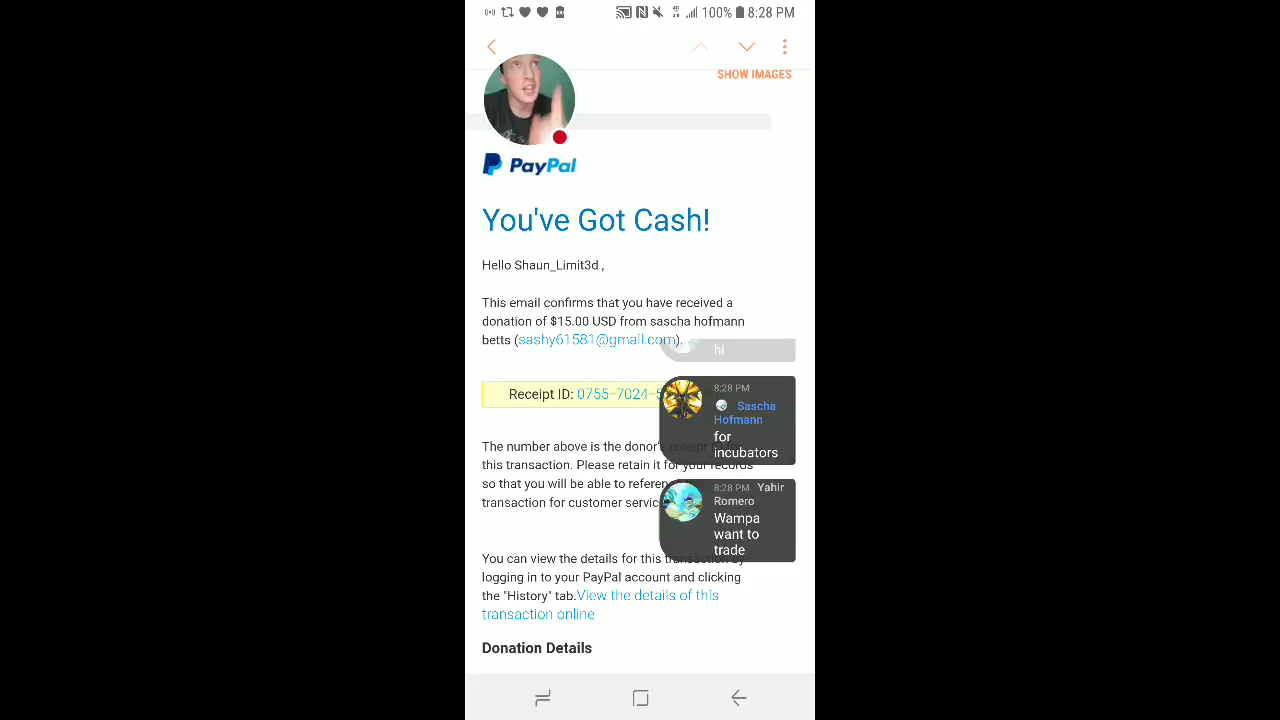 100% 8:28 PM
SHOW IMAGES
PayPal
You've Got Cash!
Hello Shaun_Limit3d ,
This email confirms that you have received a
donation of $15.00 USD from sascha hofmann
betts (sashy61581@gmail.com).
hi
Receipt ID: 0755-7024-5
8:28 PM
Sascha
Hofmann
for
incubators
The number above is the donor's receipt ID for
this transaction. Please retain it for your records
so that you will be able to referen
transaction for customer servic
8:28 PM Yahir
Romero
Wampa
want to
trade
You can view the details for this transaction by
logging in to your PayPal account and clicking
the "History" tab.View the details of this
transaction online
Donation Details